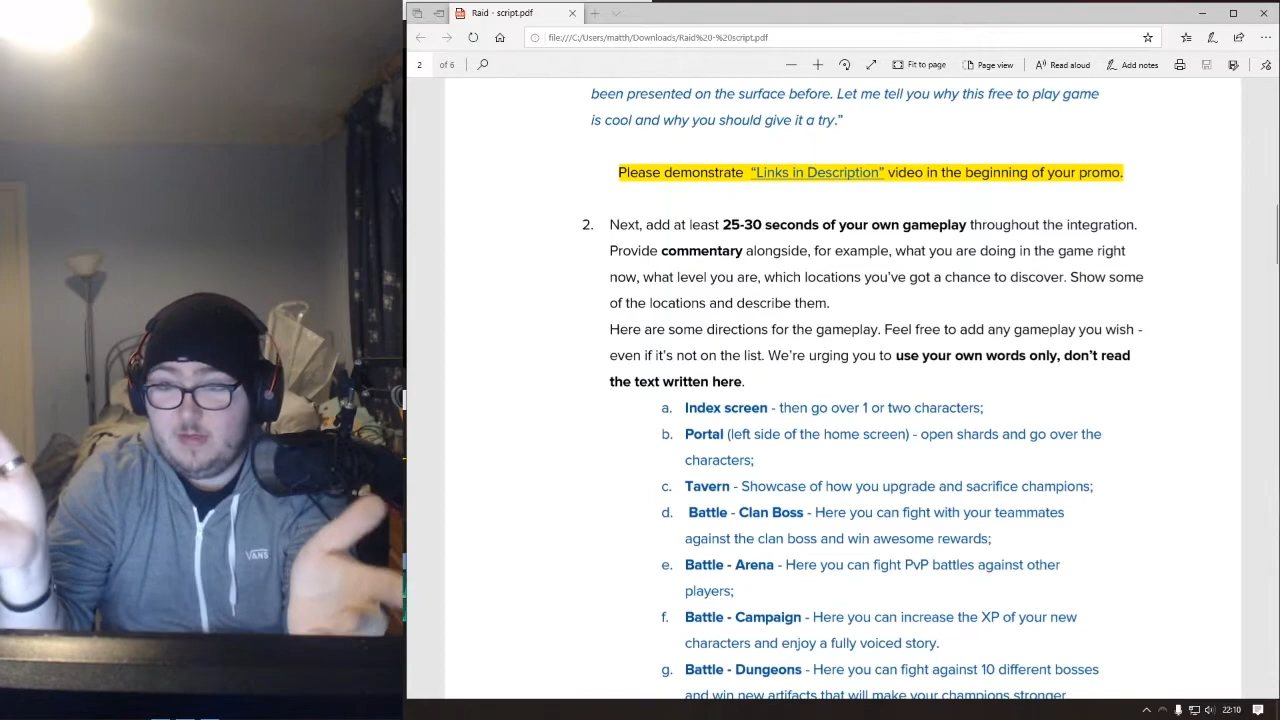 Raid - script.pdf
file:///C:/Users/matth/Downloads/Raid%20-%20script.pdf
2 of 6
Fit to page
Page view
Read aloud
Add notes
been presented on the surface before. Let me tell you why this free to play game
is cool and why you should give it a try.”
Please demonstrate “Links in Description” video in the beginning of your promo.
2. Next, add at least 25-30 seconds of your own gameplay throughout the integration.
Provide commentary alongside, for example, what you are doing in the game right
now, what level you are, which locations you’ve got a chance to discover. Show some
of the locations and describe them.
Here are some directions for the gameplay. Feel free to add any gameplay you wish -
even if it’s not on the list. We’re urging you to use your own words only, don’t read
the text written here.
a. Index screen - then go over 1 or two characters;
b. Portal (left side of the home screen) - open shards and go over the
characters;
c. Tavern - Showcase of how you upgrade and sacrifice champions;
d. Battle - Clan Boss - Here you can fight with your teammates
against the clan boss and win awesome rewards;
e. Battle - Arena - Here you can fight PvP battles against other
players;
f. Battle - Campaign - Here you can increase the XP of your new
characters and enjoy a fully voiced story.
g. Battle - Dungeons - Here you can fight against 10 different bosses
and win new artifacts that will make your champions stronger
VANS
22:10